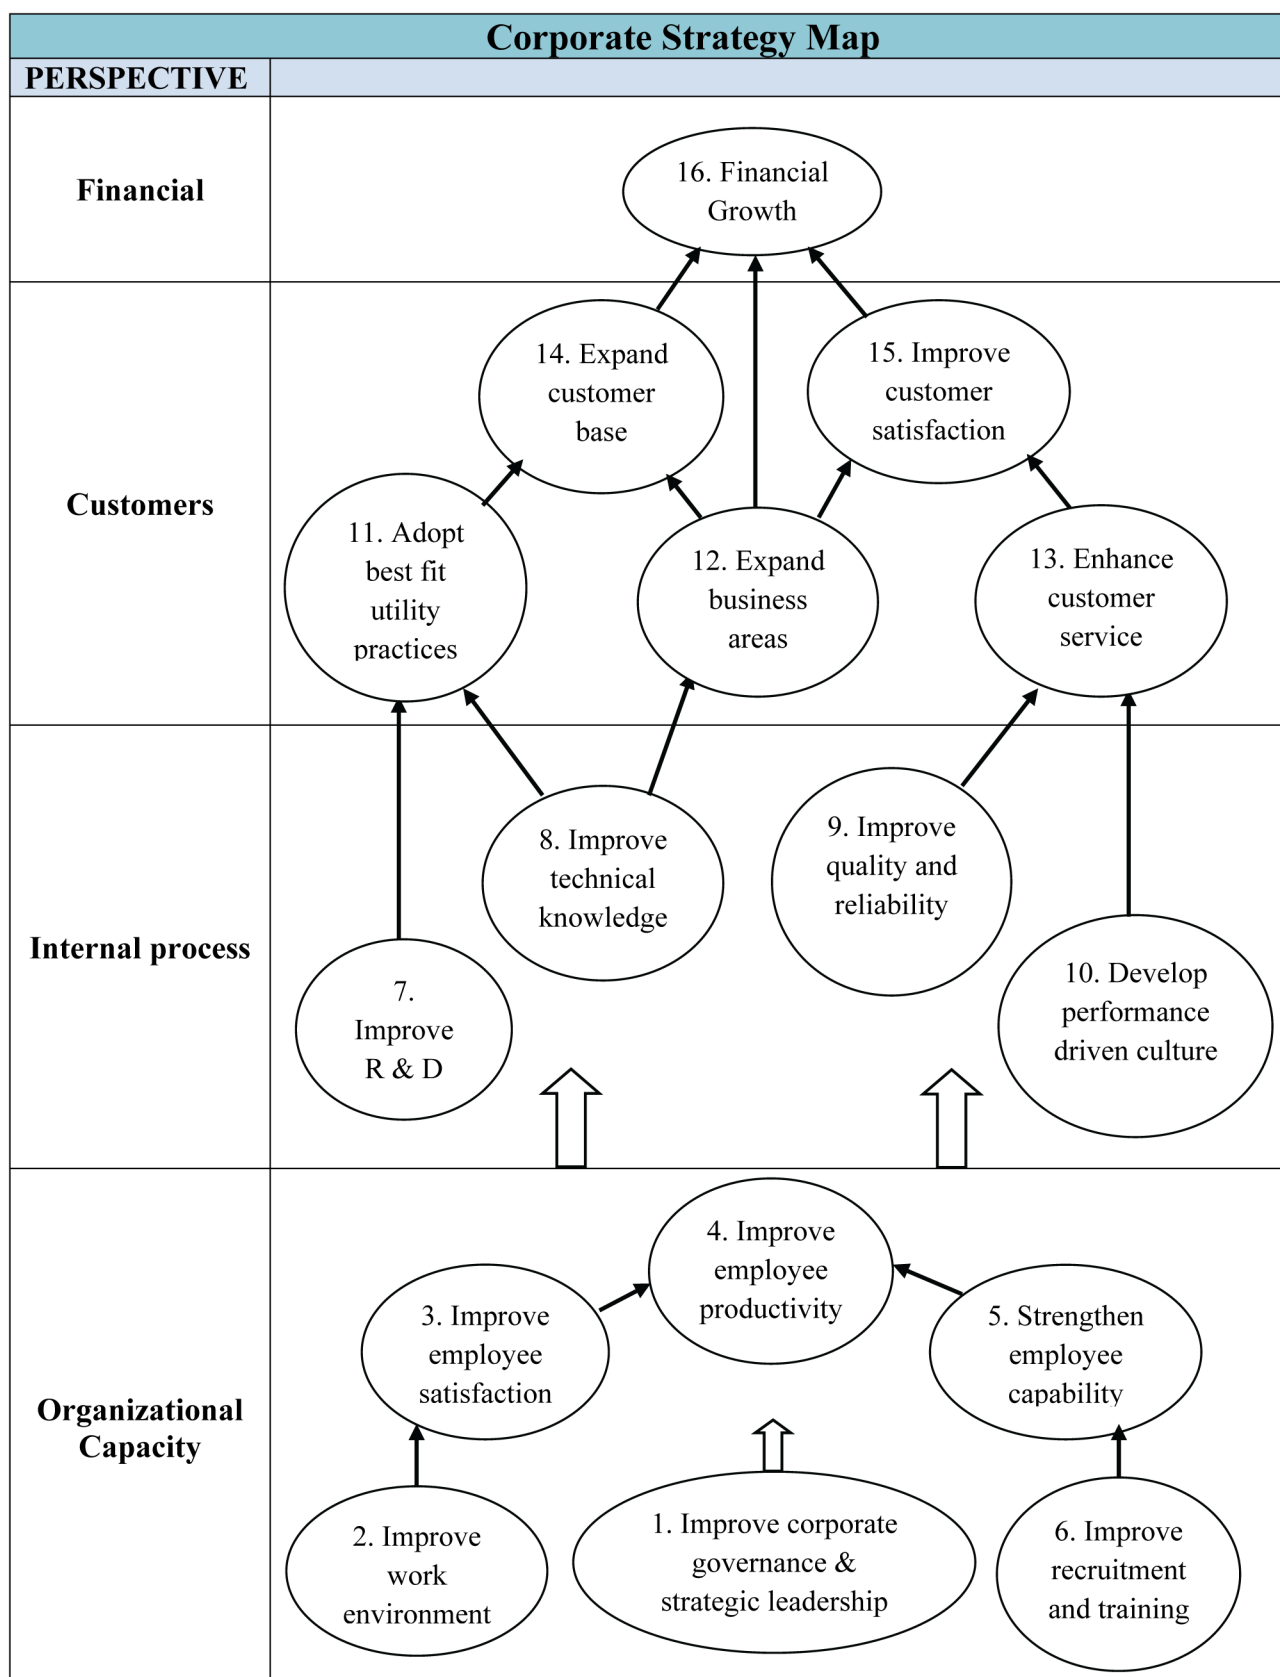 Corporate Strategy Map
PERSPECTIVE
Financial
16. Financial
Growth
Customers
14. Expand
customer
base
15. Improve
customer
satisfaction
11. Adopt
best fit
utility
practices
12. Expand
business
areas
13. Enhance
customer
service
Internal process
8. Improve
technical
knowledge
9. Improve
quality and
reliability
7.
Improve
R & D
10. Develop
performance
driven culture
Organizational
Capacity
4. Improve
employee
productivity
3. Improve
employee
satisfaction
5. Strengthen
employee
capability
2. Improve
work
environment
1. Improve corporate
governance &
strategic leadership
6. Improve
recruitment
and training